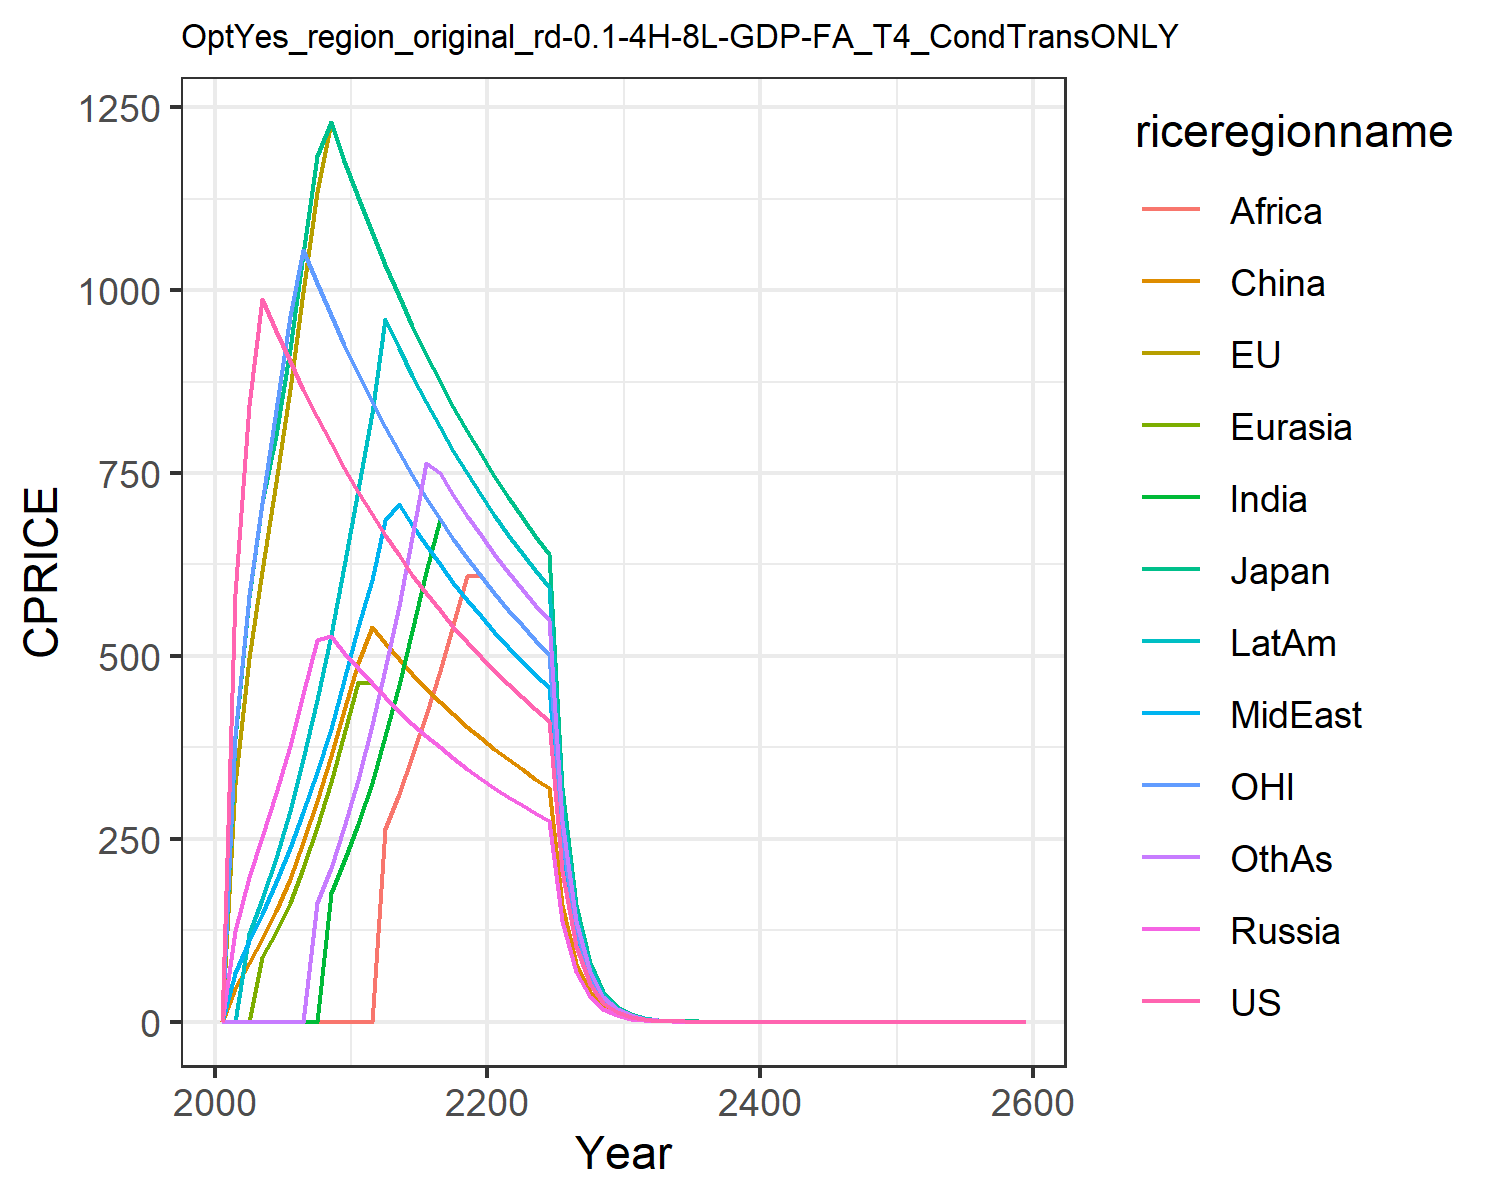 OptYes_region_original_rd-0.1-4H-8L-GDP-FA_T4_CondTransONLY
CPRICE
1250
1000
750
500
250
0
2000
2200
2400
2600
Year
riceregionname
Africa
China
EU
Eurasia
India
Japan
LatAm
MidEast
OHI
OthAs
Russia
US